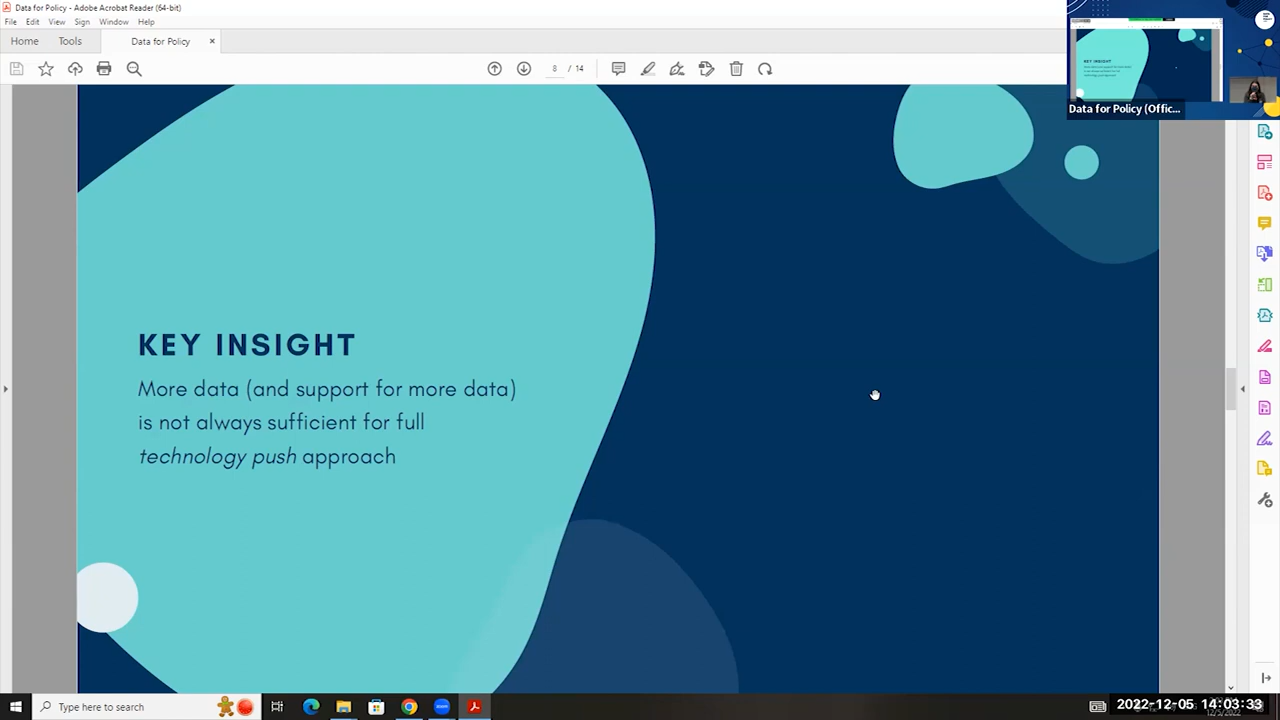 Data for Policy - Adobe Acrobat Reader (64-bit)
File Edit View Sign Window Help
Home Tools Data for Policy
/ 14
KEY INSIGHT
Data for Policy (Offic...
KEY INSIGHT
More data (and support for more data)
is not always sufficient for full
technology push approach
Type here to search
2022-12-05 14:03:33